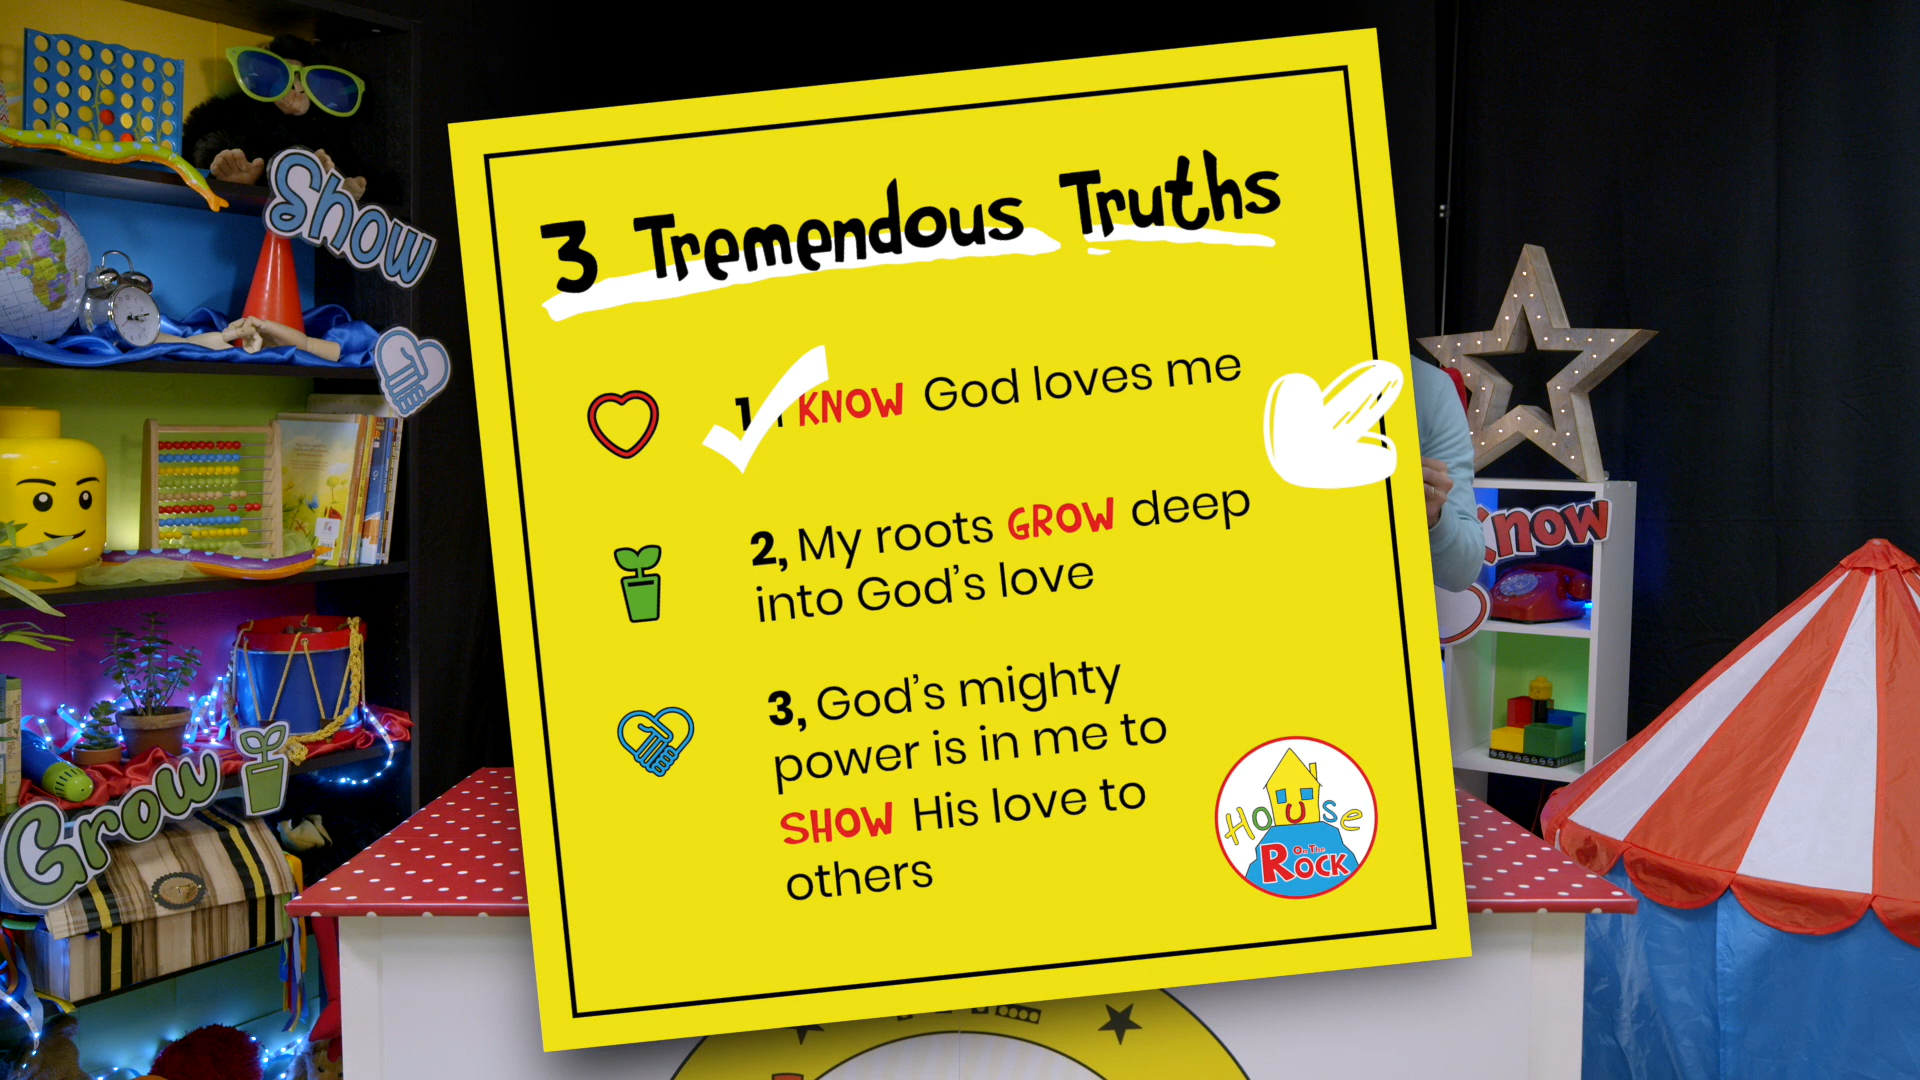 3 Tremendous Truths
1, I KNOW God loves me
2, My roots GROW deep
into God's love
3, God's mighty
power is in me to
SHOW His love to
others
HOUSE
On The
ROCK
Show
Know
Grow